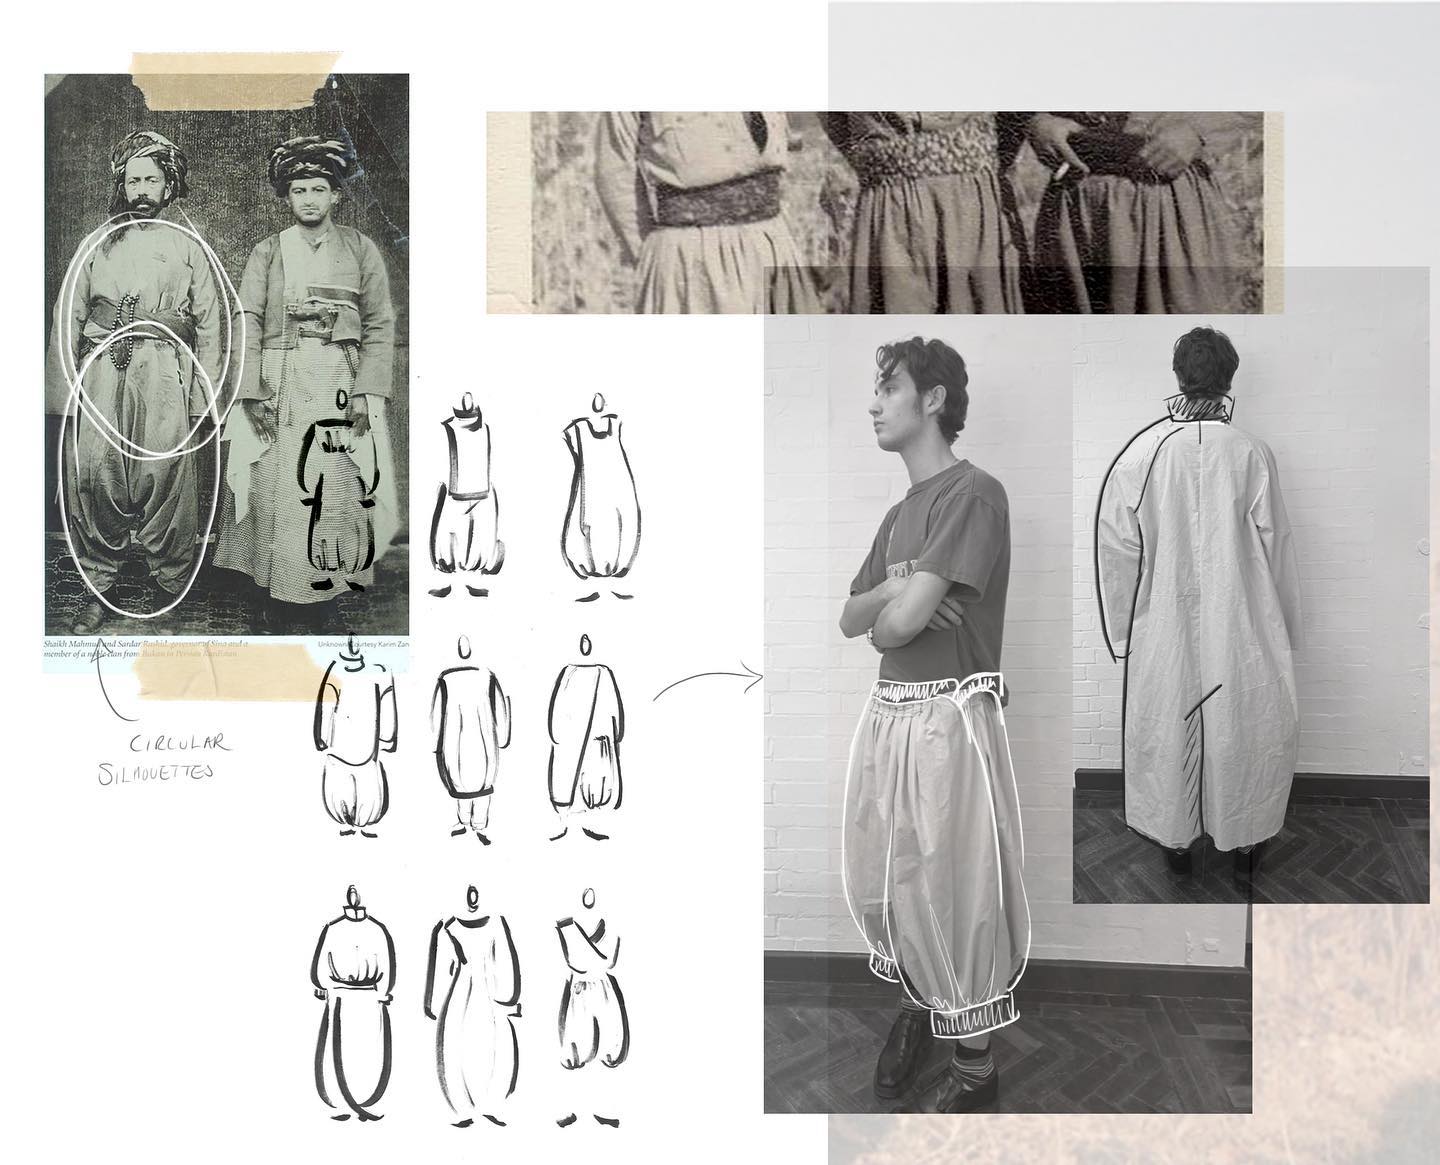 Shaikh Mahmud and Sardar Rashid, governor of Sina and a
member of a noble clan from Bukan in Persian Kurdistan.
Unknown/Courtesy Karim Zan
CIRCULAR
SILHOUETTES